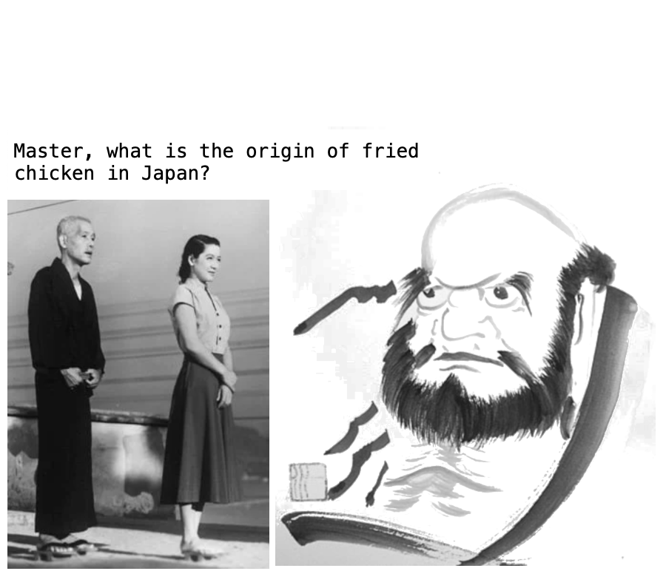 Master, what is the origin of fried
chicken in Japan?